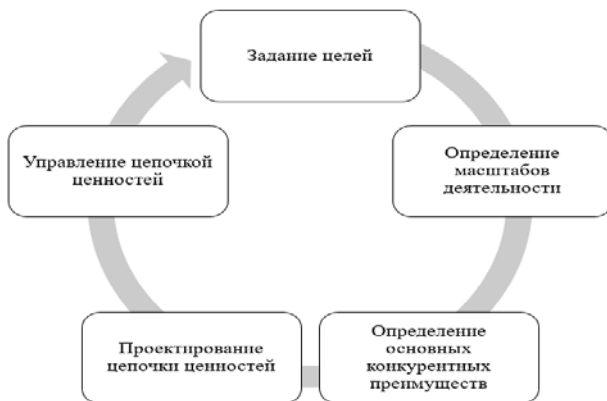 Задание целей
Определение
масштабов
деятельности
Определение
основных
конкурентных
преимуществ
Проектирование
цепочки ценностей
Управление цепочкой
ценностей